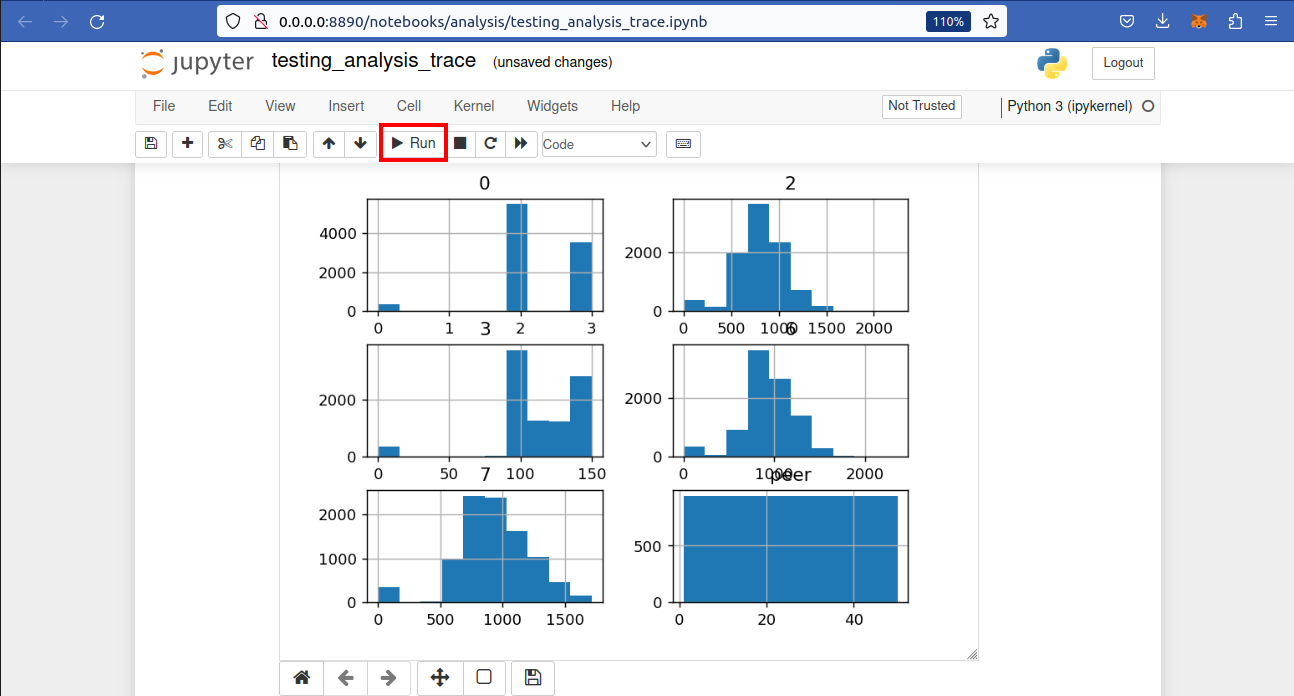 0.0.0.0:8890/notebooks/analysis/testing_analysis_trace.ipynb 110%
jupyter testing_analysis_trace (unsaved changes) Logout
File Edit View Insert Cell Kernel Widgets Help Not Trusted Python 3 (ipykernel)
Run Code
0 2
4000
2000
0
0 1 2 3
2000
0
0 500 1000 1500 2000
3 6
2000
0
0 50 100 150
2000
0
0 1000 2000
7 peer
2000
1000
0
0 500 1000 1500
500
0
0 20 40